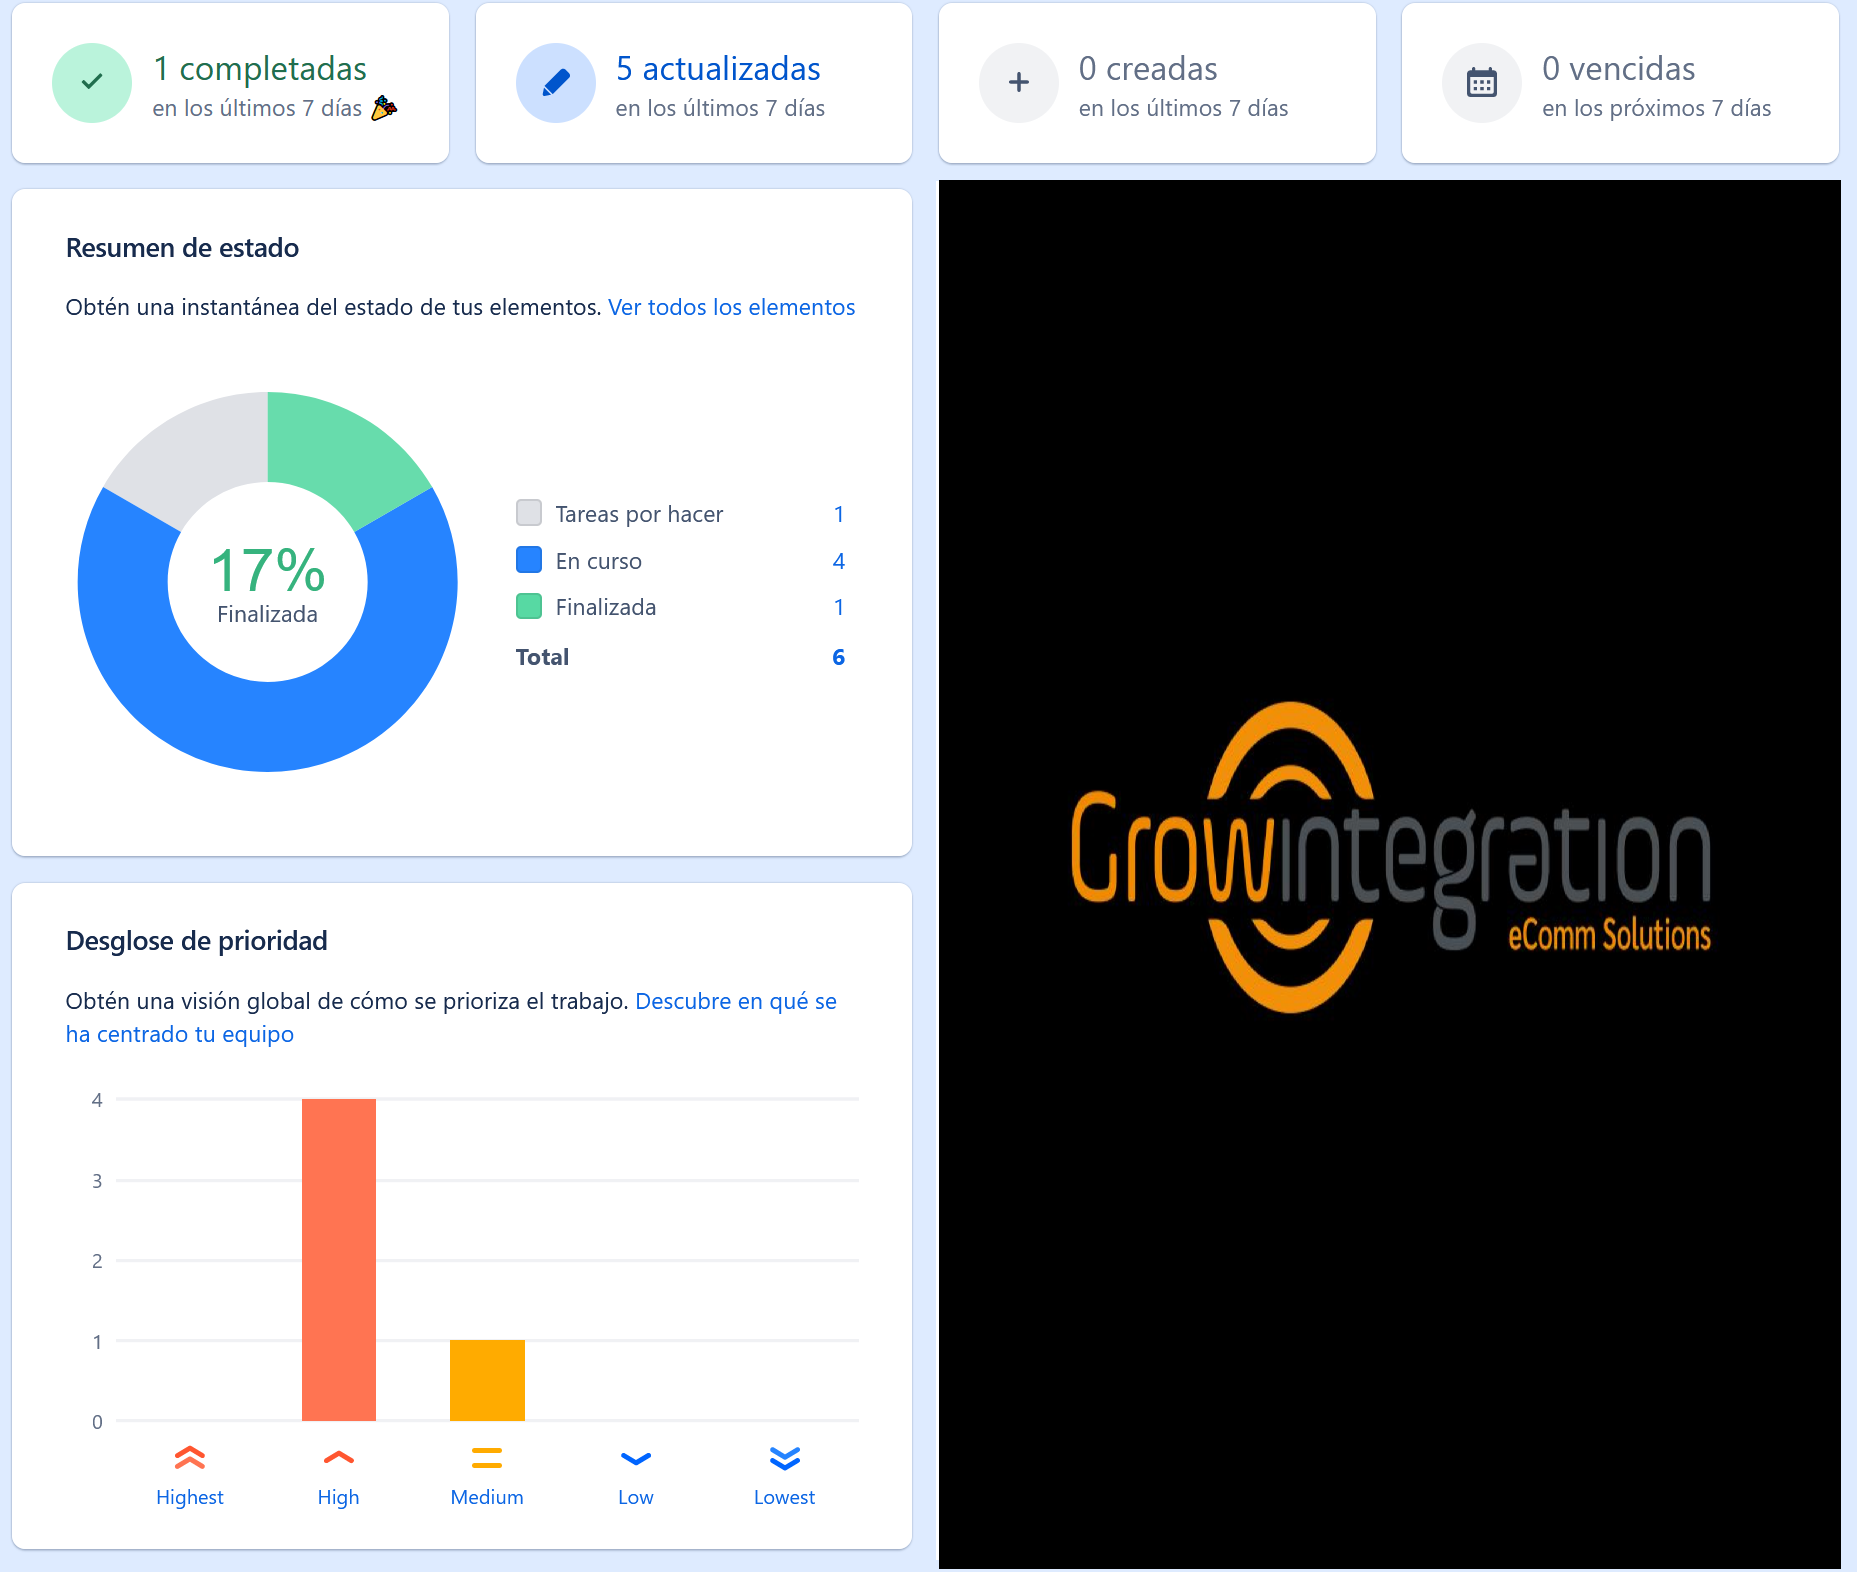 1 completadas
en los últimos 7 días
5 actualizadas
en los últimos 7 días
0 creadas
en los últimos 7 días
0 vencidas
en los próximos 7 días
Resumen de estado
Obtén una instantánea del estado de tus elementos. Ver todos los elementos
17%
Finalizada
Tareas por hacer 1
En curso 4
Finalizada 1
Total 6
Desglose de prioridad
Obtén una visión global de cómo se prioriza el trabajo. Descubre en qué se
ha centrado tu equipo
4
3
2
1
0
Highest High Medium Low Lowest
Growintegration
eComm Solutions